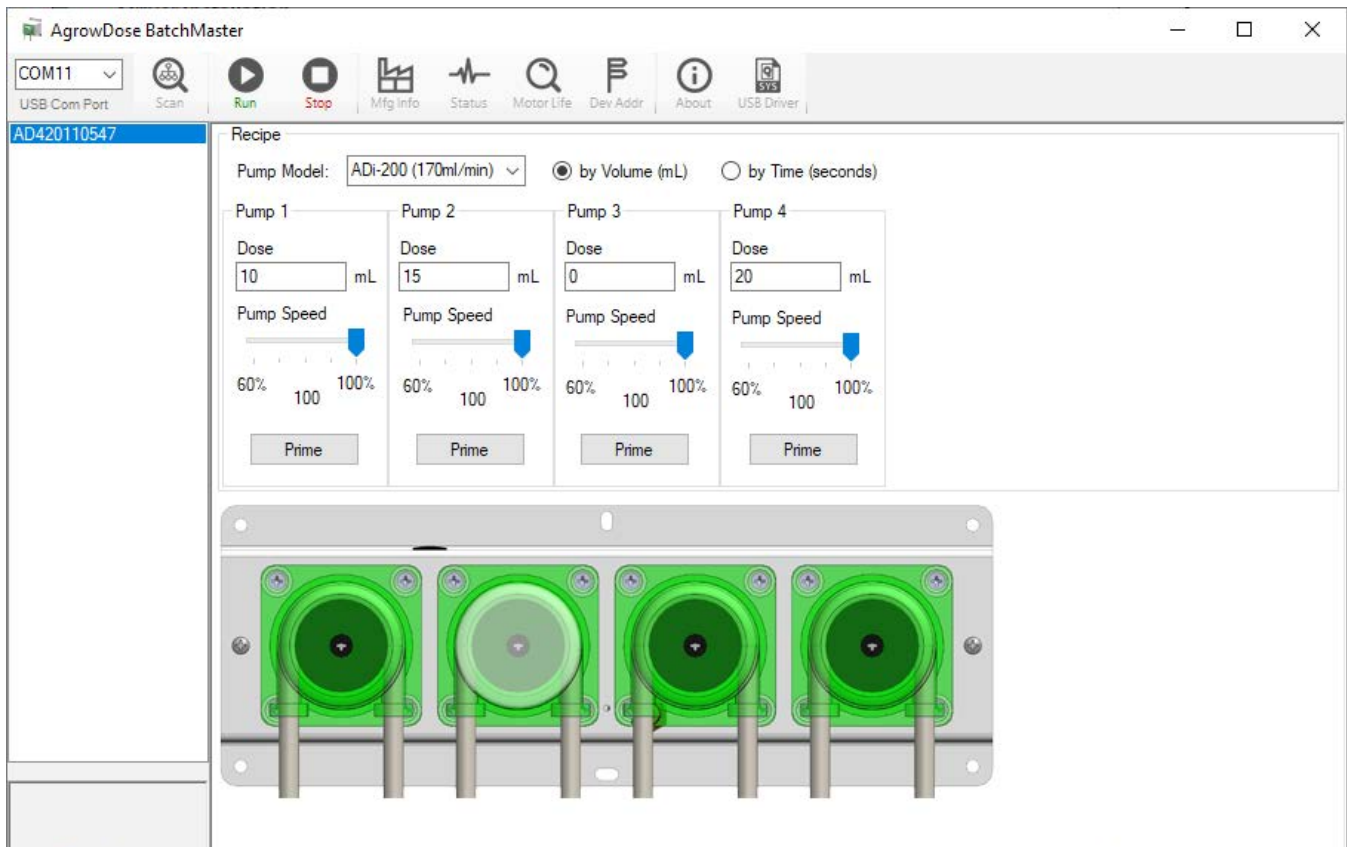 AgrowDose BatchMaster
COM11
USB Com Port
Scan
Run
Stop
Mfg Info
Status
Motor Life
Dev Addr
About
SYS
USB Driver
AD420110547
Recipe
Pump Model: ADi-200 (170ml/min) by Volume (mL) by Time (seconds)
Pump 1 Pump 2 Pump 3 Pump 4
Dose Dose Dose Dose
10 mL 15 mL 0 mL 20 mL
Pump Speed Pump Speed Pump Speed Pump Speed
60% 100% 60% 100% 60% 100% 60% 100%
100 100 100 100
Prime Prime Prime Prime